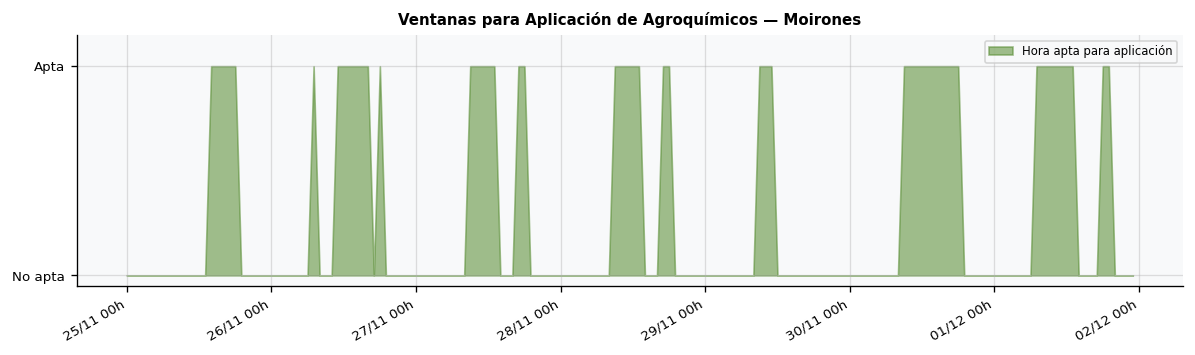 Ventanas para Aplicación de Agroquímicos — Moirones
Hora apta para aplicación
Apta
No apta
25/11 00h
26/11 00h
27/11 00h
28/11 00h
29/11 00h
30/11 00h
01/12 00h
02/12 00h